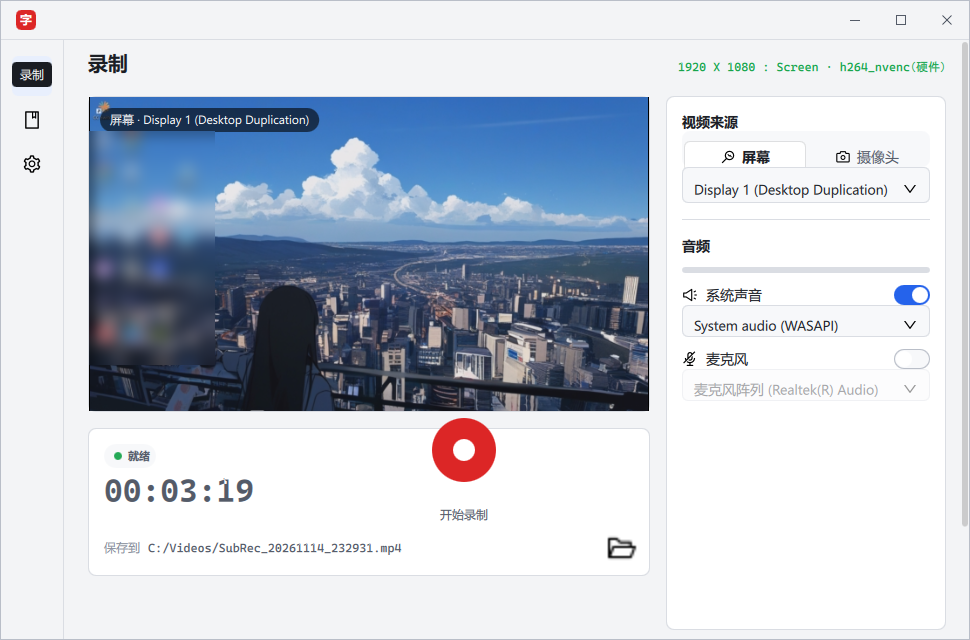 字
录制
录制
1920 X 1080 : Screen · h264_nvenc(硬件)
屏幕 · Display 1 (Desktop Duplication)
视频来源
屏幕
摄像头
Display 1 (Desktop Duplication)
音频
系统声音
System audio (WASAPI)
麦克风
麦克风阵列 (Realtek(R) Audio)
就绪
00:03:19
开始录制
保存到 C:/Videos/SubRec_20261114_232931.mp4